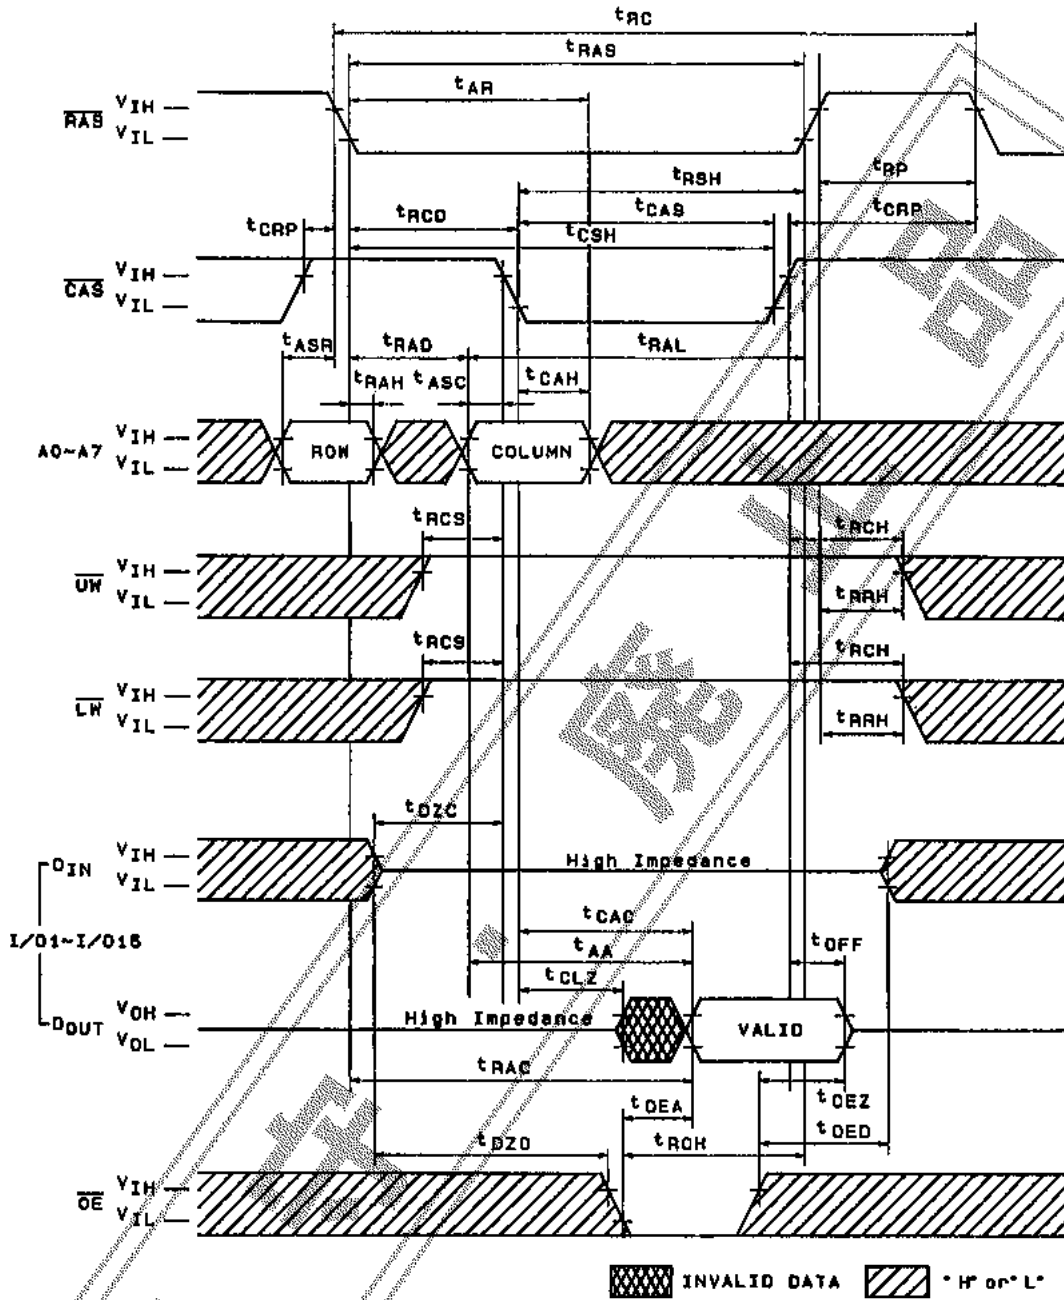 tRC
tRAS
tAR
RAS VIH
VIL
tRP
tRSH
tCRP tRCD tCAS tCRP
tCSH
CAS VIH
VIL
tASR tRAD tRAL
tRAH tASC tCAH
A0~A7 VIH
VIL
ROW COLUMN
tRCS tRCH
UW VIH
VIL
tRRH
tRCS tRCH
LW VIH
VIL
tRRH
tDZC
DIN VIH
VIL
High Impedance
I/O1~I/O16
tCAC
tAA tOFF
tCLZ
DOUT VOH
VOL
High Impedance VALID
tRAC
tOEA tOEZ
tDZO tROH tOED
OE VIH
VIL
INVALID DATA "H" or "L"